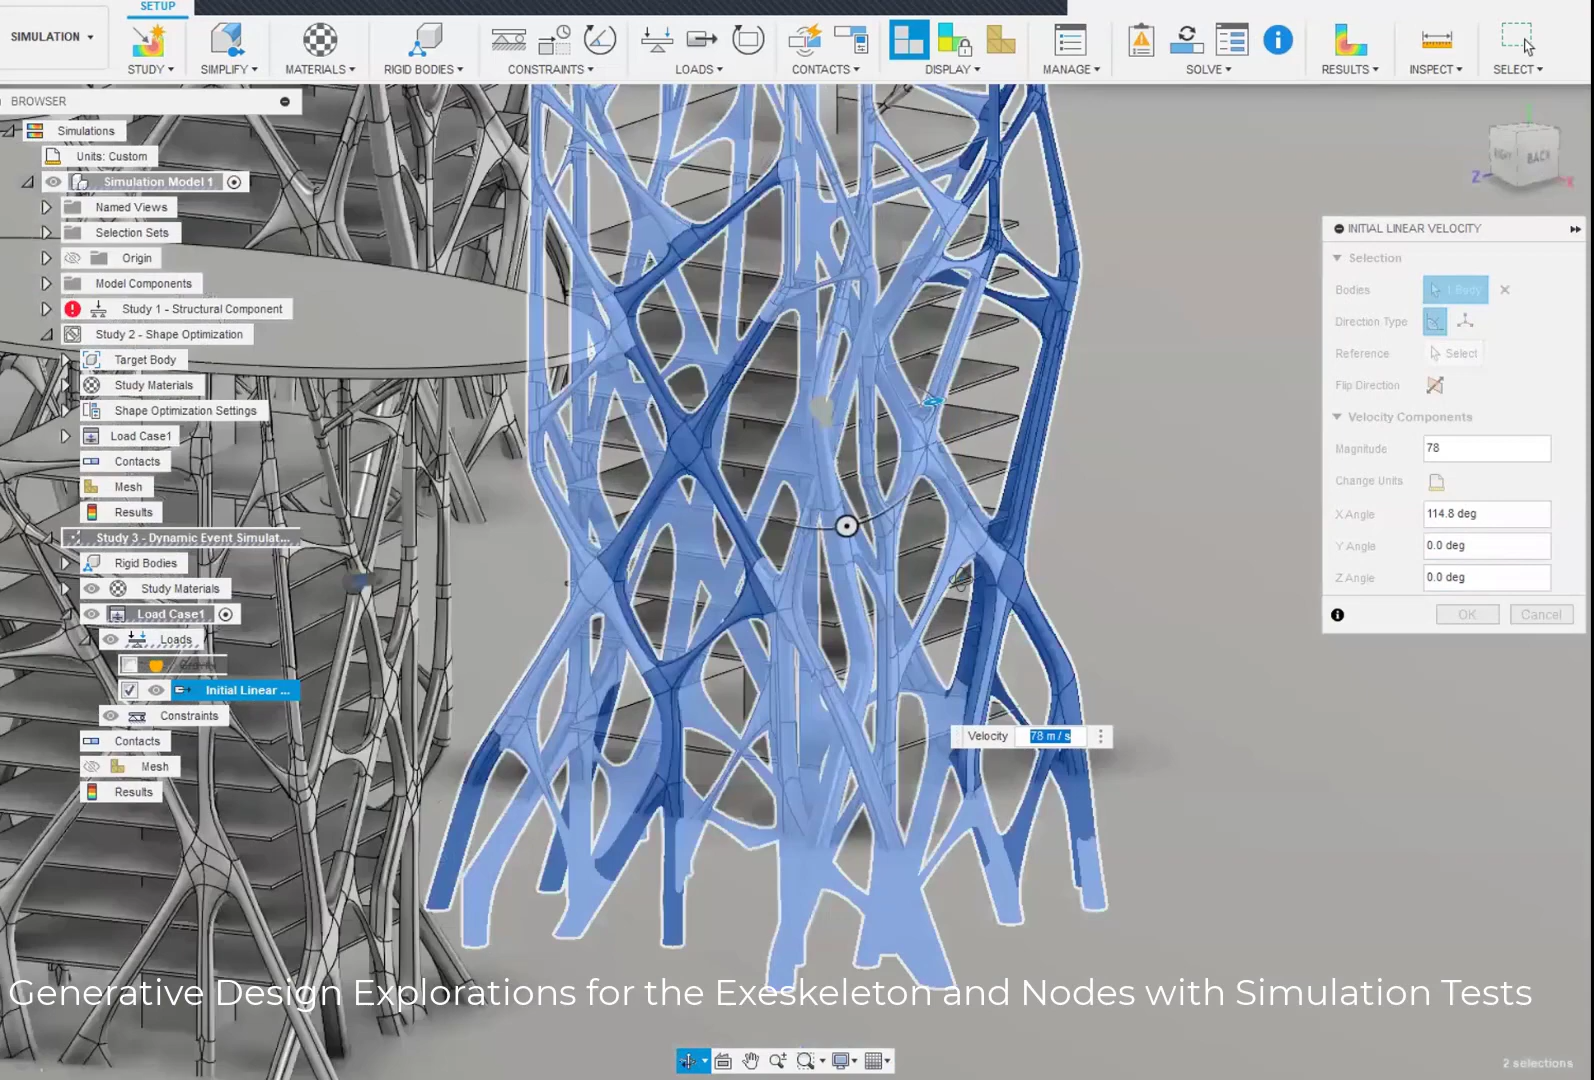 SETUP
SIMULATION
STUDY
SIMPLIFY
MATERIALS
RIGID BODIES
CONSTRAINTS
LOADS
CONTACTS
DISPLAY
MANAGE
SOLVE
RESULTS
INSPECT
SELECT
BROWSER
Simulations
Units: Custom
Simulation Model 1
Named Views
Selection Sets
Origin
Model Components
Study 1 - Structural Component
Study 2 - Shape Optimization
Target Body
Study Materials
Shape Optimization Settings
Load Case1
Contacts
Mesh
Results
Study 3 - Dynamic Event Simulat...
Rigid Bodies
Study Materials
Load Case1
Loads
Gravity
Initial Linear ...
Constraints
Contacts
Mesh
Results
RIGHT
BACK
Z
X
INITIAL LINEAR VELOCITY
Selection
Bodies
1 Body
Direction Type
Reference
Select
Flip Direction
Velocity Components
Magnitude
78
Change Units
X Angle
114.8 deg
Y Angle
0.0 deg
Z Angle
0.0 deg
OK
Cancel
Velocity
78 m / s
Generative Design Explorations for the Exeskeleton and Nodes with Simulation Tests
2 selections